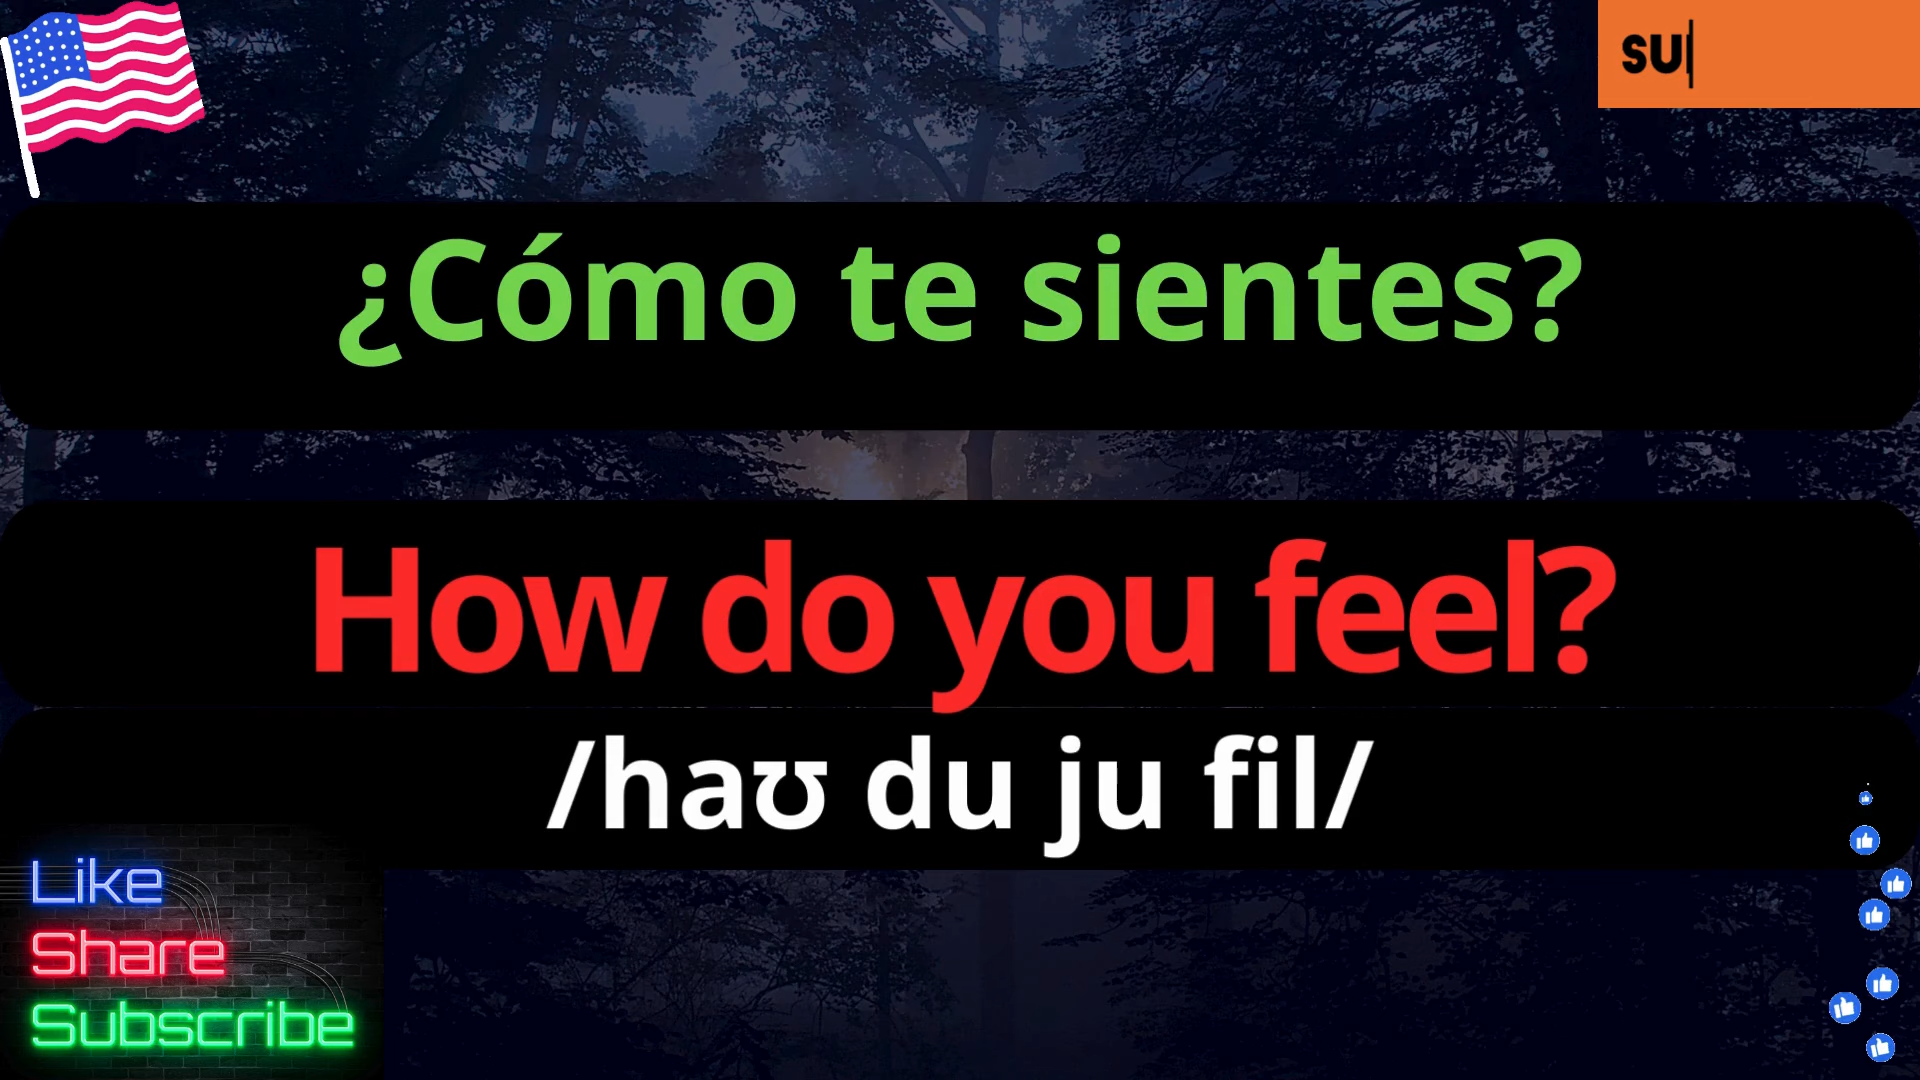 SU
¿Cómo te sientes?
How do you feel?
/haʊ du ju fil/
Like
Share
Subscribe